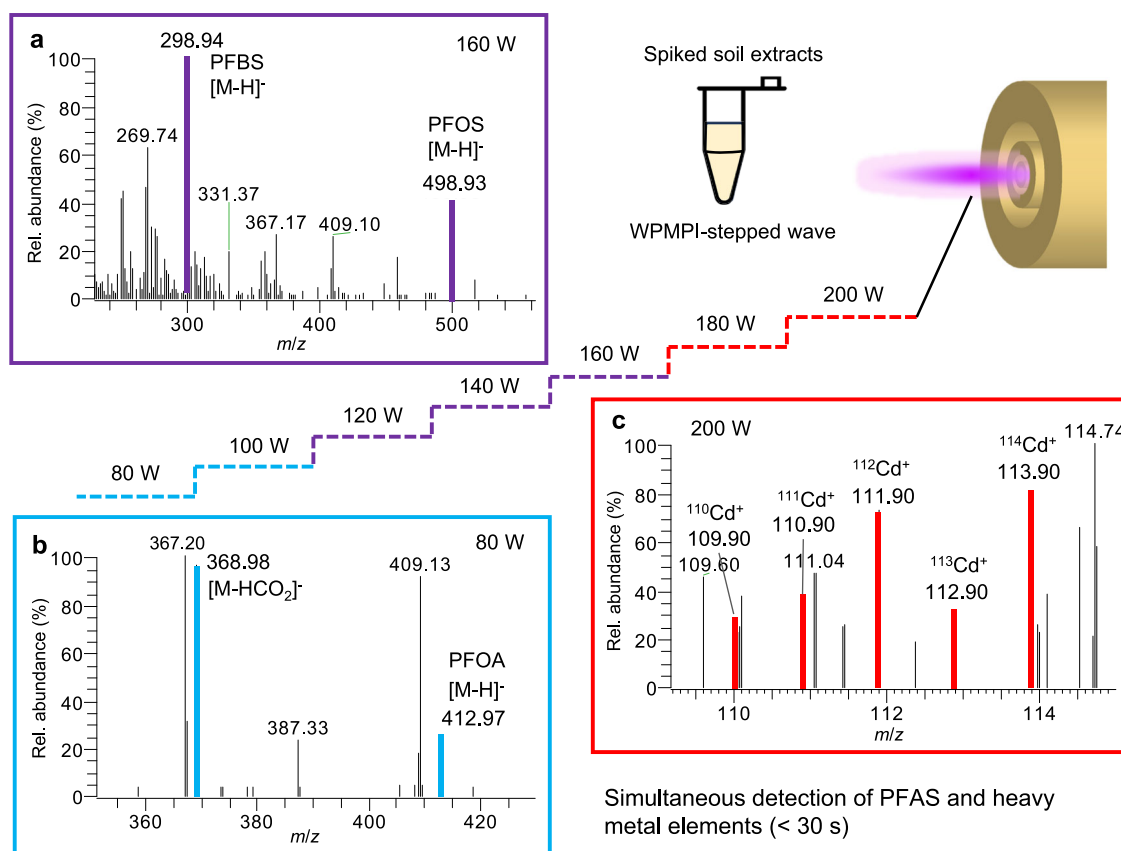 a
160 W
298.94
PFBS
[M-H]-
269.74
331.37
367.17
409.10
PFOS
[M-H]-
498.93
Rel. abundance (%)
100
80
60
40
20
0
300
400
500
m/z
Spiked soil extracts
WPMPI-stepped wave
80 W
100 W
120 W
140 W
160 W
180 W
200 W
b
80 W
367.20
368.98
[M-HCO₂]-
387.33
409.13
PFOA
[M-H]-
412.97
Rel. abundance (%)
100
80
60
40
20
0
360
380
400
420
m/z
c
200 W
¹¹⁰Cd⁺
109.90
109.60
¹¹¹Cd⁺
110.90
111.04
¹¹²Cd⁺
111.90
¹¹³Cd⁺
112.90
¹¹⁴Cd⁺
113.90
114.74
Rel. abundance (%)
100
80
60
40
20
0
110
112
114
m/z
Simultaneous detection of PFAS and heavy
metal elements (< 30 s)